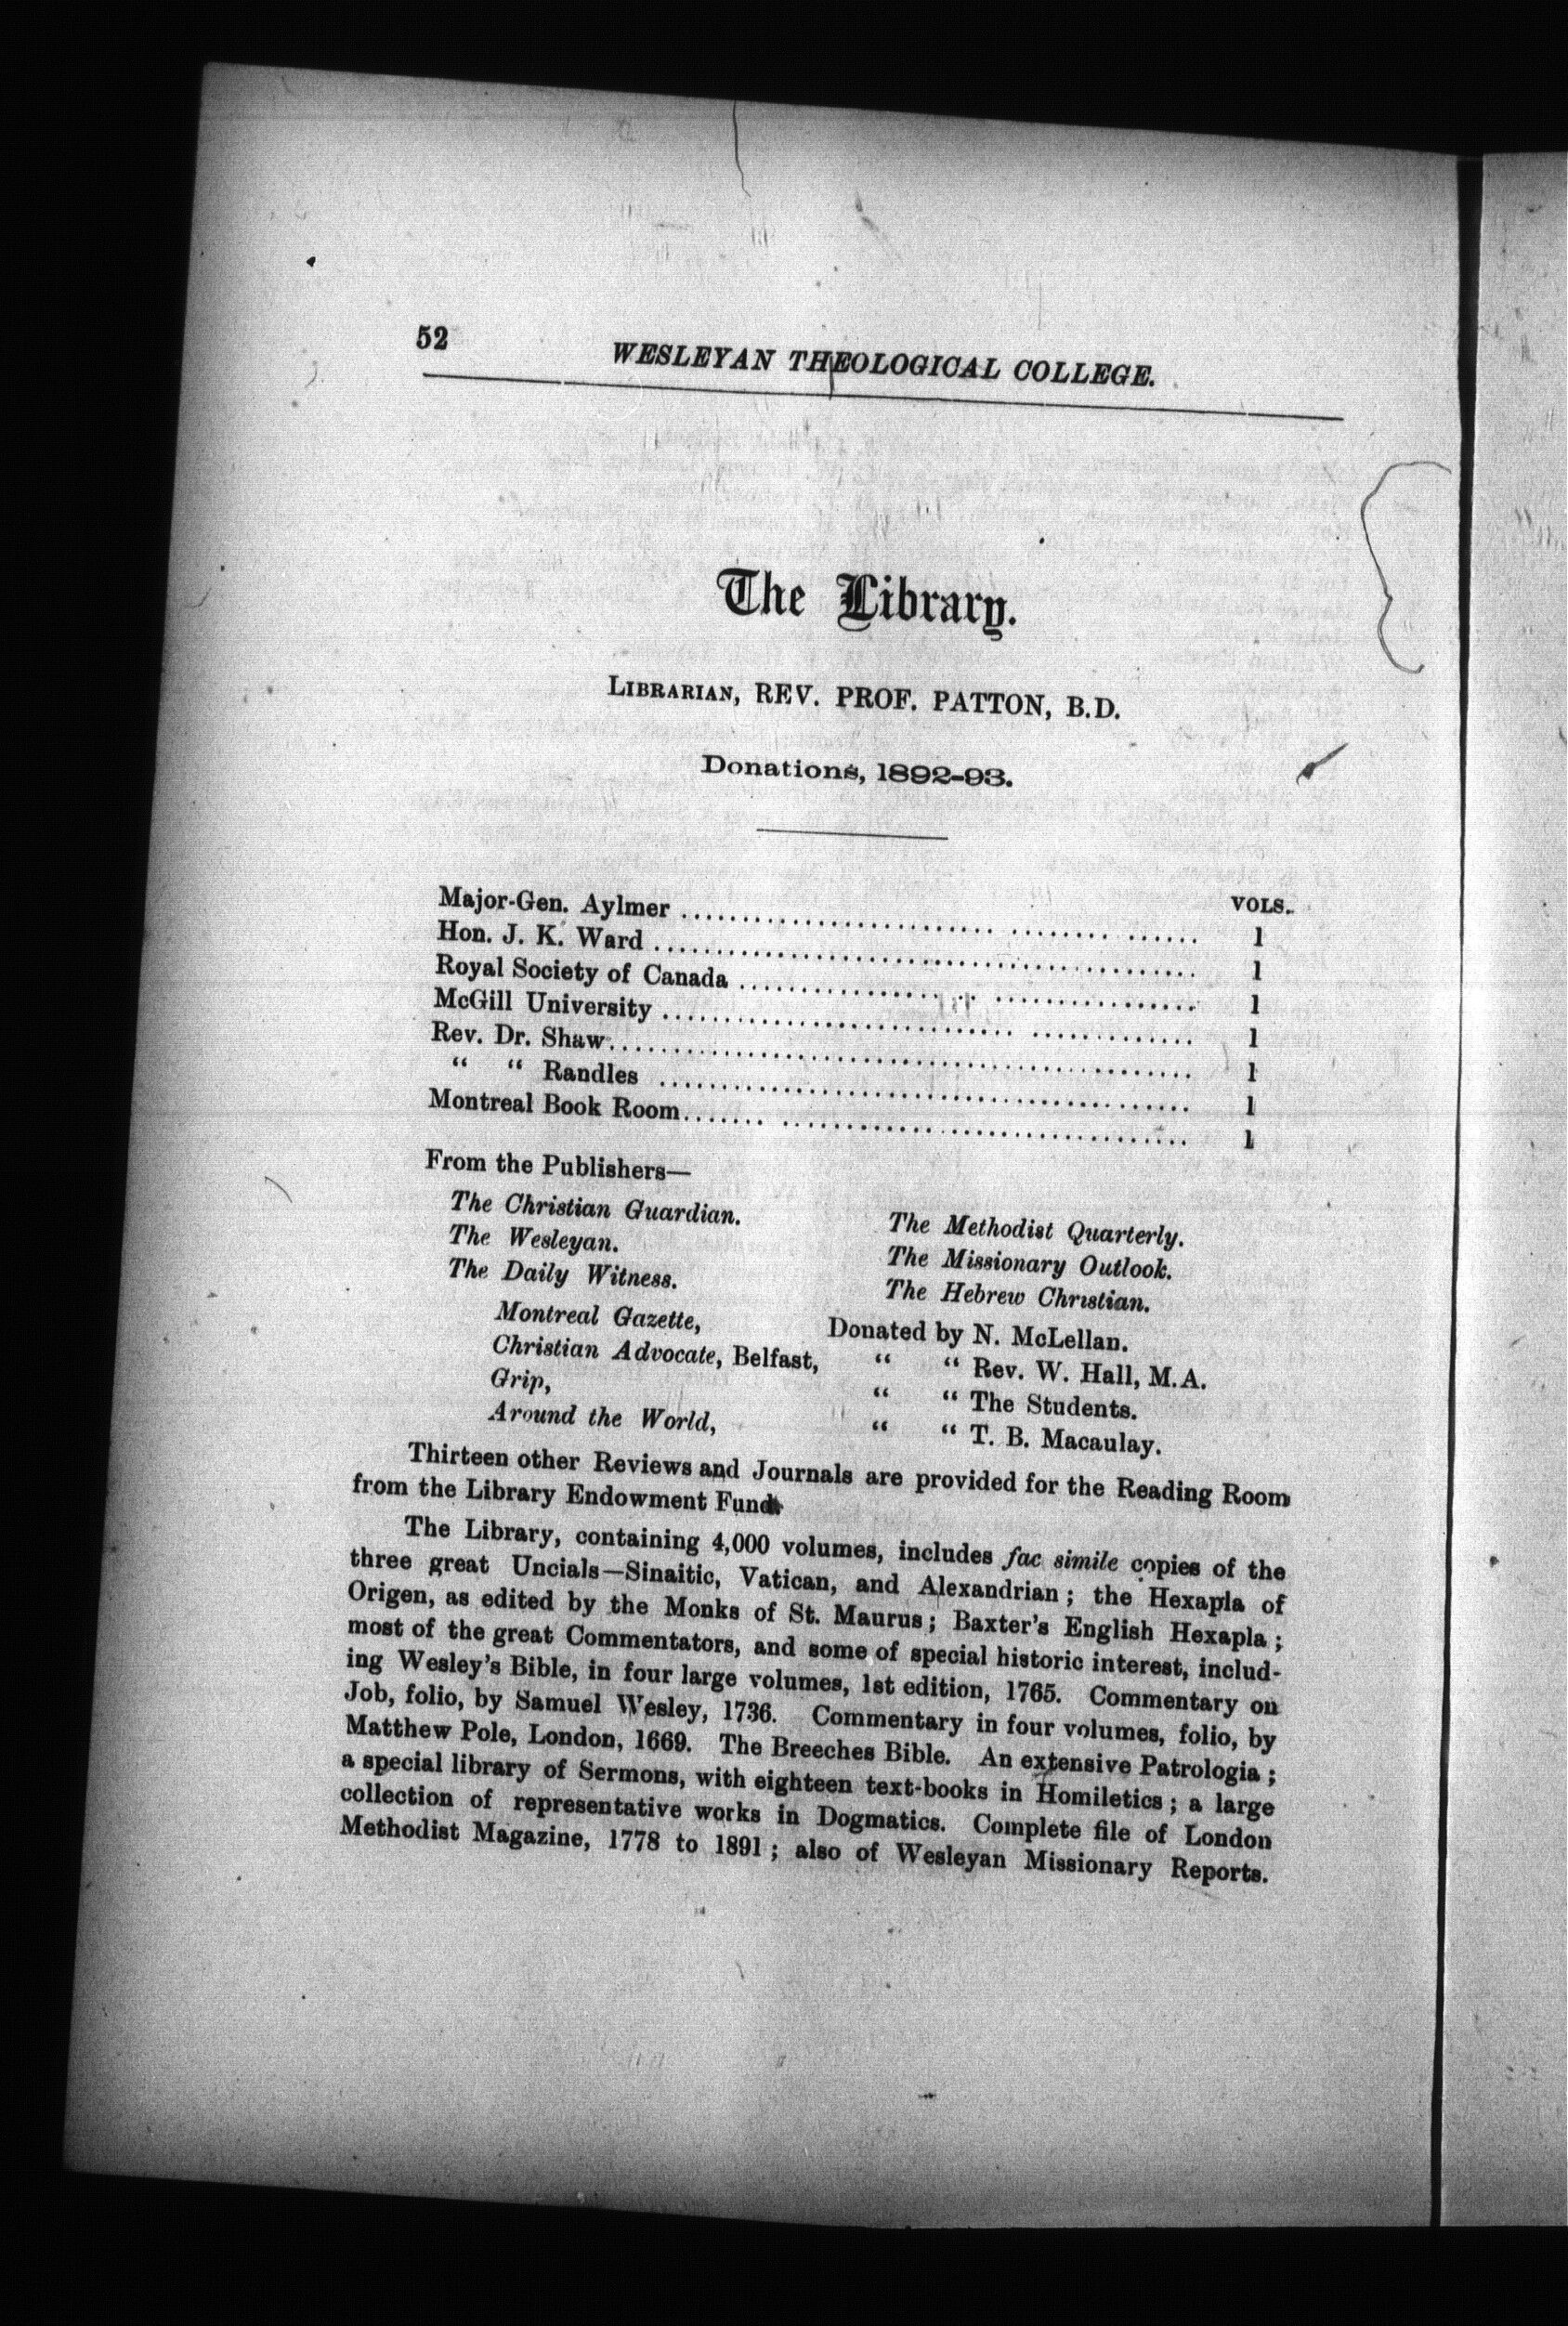 52
WESLEYAN THEOLOGICAL COLLEGE.
The Library.
LIBRARIAN, REV. PROF. PATTON, B.D.
Donations, 1892-93.
VOLS.
Major-Gen. Aylmer ........................................ 1
Hon. J. K. Ward ........................................ 1
Royal Society of Canada ........................................ 1
McGill University ........................................ 1
Rev. Dr. Shaw ........................................ 1
“ “ Randles ........................................ 1
Montreal Book Room ........................................ 1
From the Publishers—
The Christian Guardian. The Methodist Quarterly.
The Wesleyan. The Missionary Outlook.
The Daily Witness. The Hebrew Christian.
Montreal Gazette, Donated by N. McLellan.
Christian Advocate, Belfast, “ “ Rev. W. Hall, M.A.
Grip, “ “ The Students.
Around the World, “ “ T. B. Macaulay.
Thirteen other Reviews and Journals are provided for the Reading Room
from the Library Endowment Fund.
The Library, containing 4,000 volumes, includes fac simile copies of the
three great Uncials—Sinaitic, Vatican, and Alexandrian ; the Hexapla of
Origen, as edited by the Monks of St. Maurus ; Baxter's English Hexapla ;
most of the great Commentators, and some of special historic interest, includ-
ing Wesley's Bible, in four large volumes, 1st edition, 1765. Commentary on
Job, folio, by Samuel Wesley, 1736. Commentary in four volumes, folio, by
Matthew Pole, London, 1669. The Breeches Bible. An extensive Patrologia ;
a special library of Sermons, with eighteen text-books in Homiletics ; a large
collection of representative works in Dogmatics. Complete file of London
Methodist Magazine, 1778 to 1891 ; also of Wesleyan Missionary Reports.